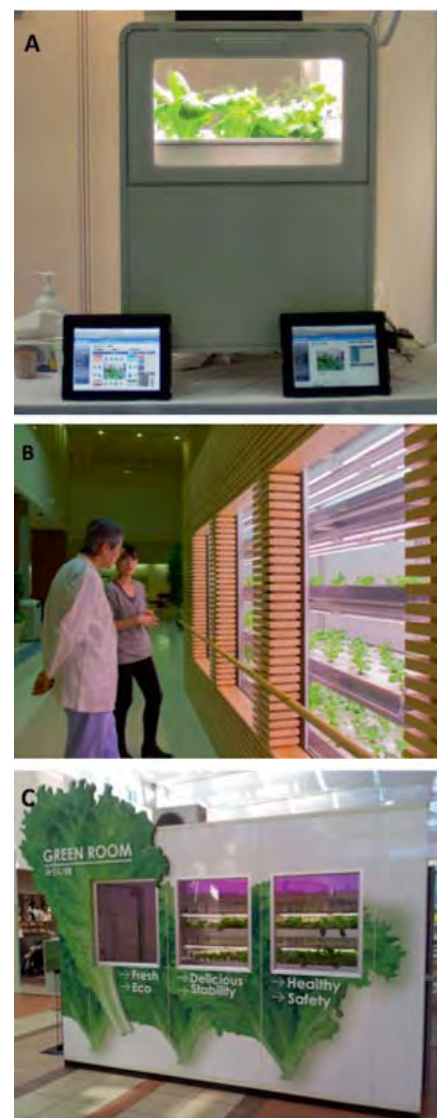 A
B
C
GREEN ROOM
→Fresh
→Eco
→Delicious
→Stability
→Healthy
→Safety